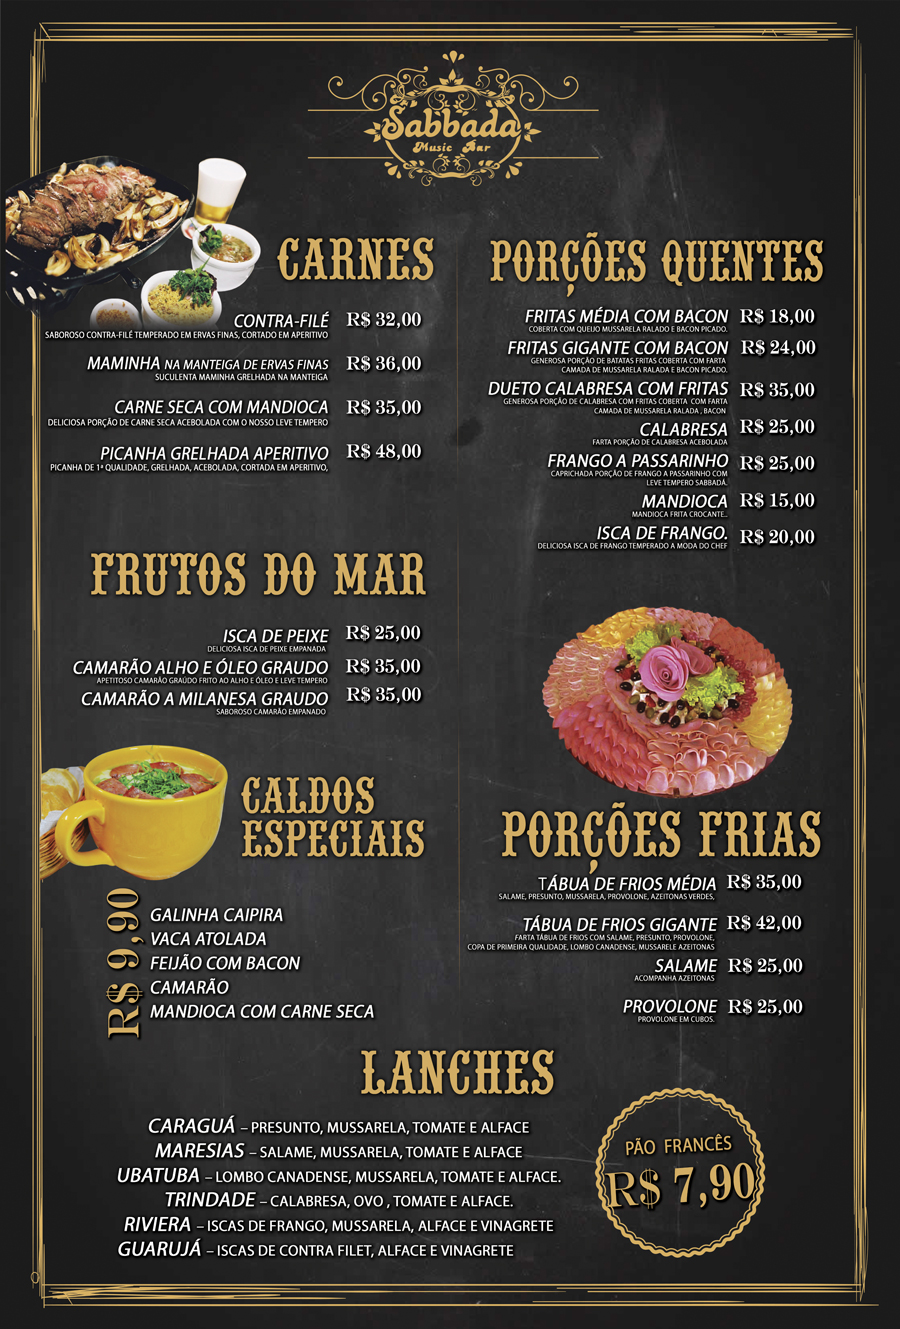 Sabbada
Music Bar
CARNES
CONTRA-FILÉ R$ 32,00
SABOROSO CONTRA-FILÉ TEMPERADO EM ERVAS FINAS, CORTADO EM APERITIVO
MAMINHA NA MANTEIGA DE ERVAS FINAS R$ 36,00
SUCULENTA MAMINHA GRELHADA NA MANTEIGA
CARNE SECA COM MANDIOCA R$ 35,00
DELICIOSA PORÇÃO DE CARNE SECA ACEBOLADA COM O NOSSO LEVE TEMPERO
PICANHA GRELHADA APERITIVO R$ 48,00
PICANHA DE 1ª QUALIDADE, GRELHADA, ACEBOLADA, CORTADA EM APERITIVO,
PORÇÕES QUENTES
FRITAS MÉDIA COM BACON R$ 18,00
COBERTA COM QUEIJO MUSSARELA RALADO E BACON PICADO.
FRITAS GIGANTE COM BACON R$ 24,00
GENEROSA PORÇÃO DE BATATAS FRITAS COBERTA COM FARTA
CAMADA DE MUSSARELA RALADA E BACON PICADO.
DUETO CALABRESA COM FRITAS R$ 35,00
GENEROSA PORÇÃO DE CALABRESA COM FRITAS COBERTA COM FARTA
CAMADA DE MUSSARELA RALADA , BACON
CALABRESA R$ 25,00
FARTA PORÇÃO DE CALABRESA ACEBOLADA
FRANGO A PASSARINHO R$ 25,00
CAPRICHADA PORÇÃO DE FRANGO A PASSARINHO COM
LEVE TEMPERO SABBADÁ.
MANDIOCA R$ 15,00
MANDIOCA FRITA CROCANTE..
ISCA DE FRANGO. R$ 20,00
DELICIOSA ISCA DE FRANGO TEMPERADO A MODA DO CHEF
FRUTOS DO MAR
ISCA DE PEIXE R$ 25,00
DELICIOSA ISCA DE PEIXE EMPANADA
CAMARÃO ALHO E ÓLEO GRAUDO R$ 35,00
APETITOSO CAMARÃO GRAÚDO FRITO AO ALHO E ÓLEO E LEVE TEMPERO
CAMARÃO A MILANESA GRAUDO R$ 35,00
SABOROSO CAMARÃO EMPANADO
CALDOS
ESPECIAIS
R$ 9,90
GALINHA CAIPIRA
VACA ATOLADA
FEIJÃO COM BACON
CAMARÃO
MANDIOCA COM CARNE SECA
PORÇÕES FRIAS
TÁBUA DE FRIOS MÉDIA R$ 35,00
SALAME, PRESUNTO, MUSSARELA, PROVOLONE, AZEITONAS VERDES,
TÁBUA DE FRIOS GIGANTE R$ 42,00
FARTA TÁBUA DE FRIOS COM SALAME, PRESUNTO, PROVOLONE,
COPA DE PRIMEIRA QUALIDADE, LOMBO CANADENSE, MUSSARELE AZEITONAS
SALAME R$ 25,00
ACOMPANHA AZEITONAS
PROVOLONE R$ 25,00
PROVOLONE EM CUBOS.
LANCHES
CARAGUÁ – PRESUNTO, MUSSARELA, TOMATE E ALFACE
MARESIAS – SALAME, MUSSARELA, TOMATE E ALFACE
UBATUBA – LOMBO CANADENSE, MUSSARELA, TOMATE E ALFACE.
TRINDADE – CALABRESA, OVO , TOMATE E ALFACE.
RIVIERA – ISCAS DE FRANGO, MUSSARELA, ALFACE E VINAGRETE
GUARUJÁ – ISCAS DE CONTRA FILET, ALFACE E VINAGRETE
PÃO FRANCÊS
R$ 7,90